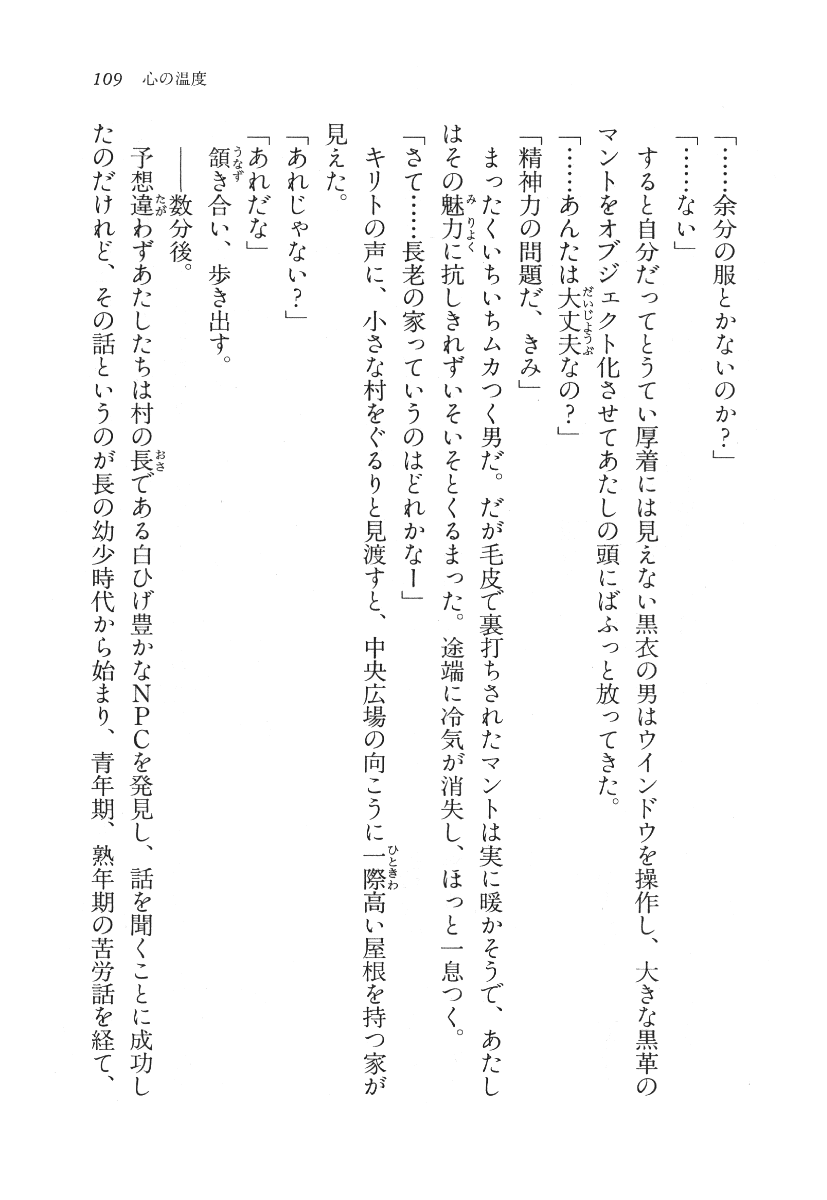 109 心の温度
「……余分の服とかないのか？」
「……ない」
すると自分だってとうてい厚着には見えない黒衣の男はウインドウを操作し、大きな黒革の
マントをオブジェクト化させてあたしの頭にばふっと放ってきた。
「……あんたは大丈夫なの？」
「精神力の問題だ、きみ」
まったくいちいちムカつく男だ。だが毛皮で裏打ちされたマントは実に暖かそうで、あたし
はその魅力に抗しきれずいそいそとくるまった。途端に冷気が消失し、ほっと一息つく。
「さて……長老の家っていうのはどれかなー」
キリトの声に、小さな村をぐるりと見渡すと、中央広場の向こうに一際高い屋根を持つ家が
見えた。
「あれじゃない？」
「あれだな」
頷き合い、歩き出す。
――数分後。
予想違わずあたしたちは村の長である白ひげ豊かなＮＰＣを発見し、話を聞くことに成功し
たのだけれど、その話というのが長の幼少時代から始まり、青年期、熟年期の苦労話を経て、